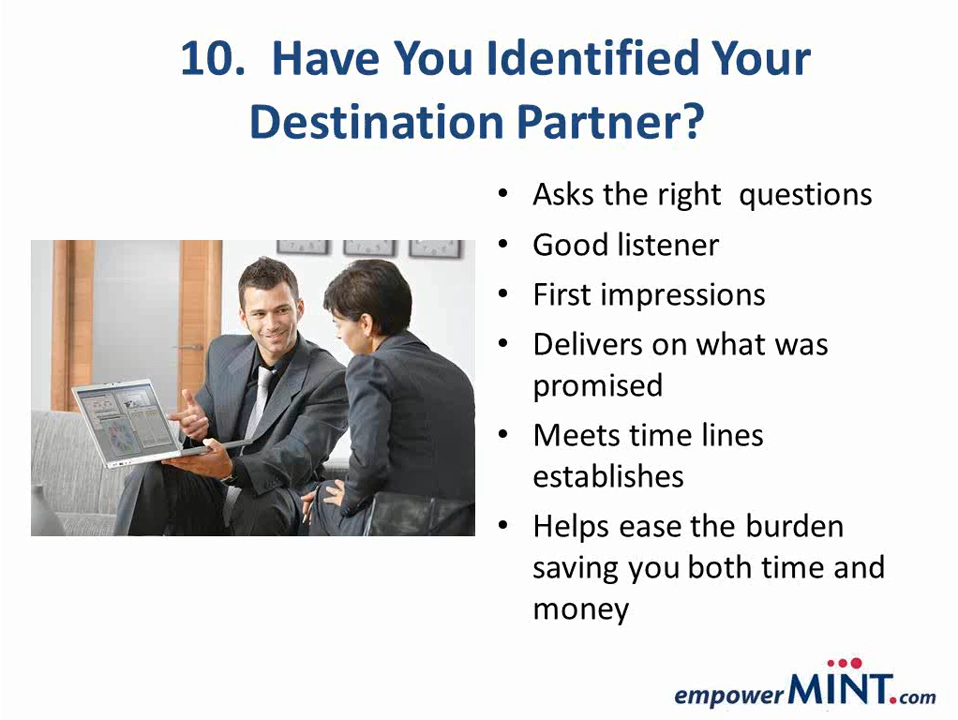 10.  Have You Identified Your
Destination Partner?
• Asks the right  questions
• Good listener
• First impressions
• Delivers on what was
promised
• Meets time lines
establishes
• Helps ease the burden
saving you both time and
money
empowerMINT.com